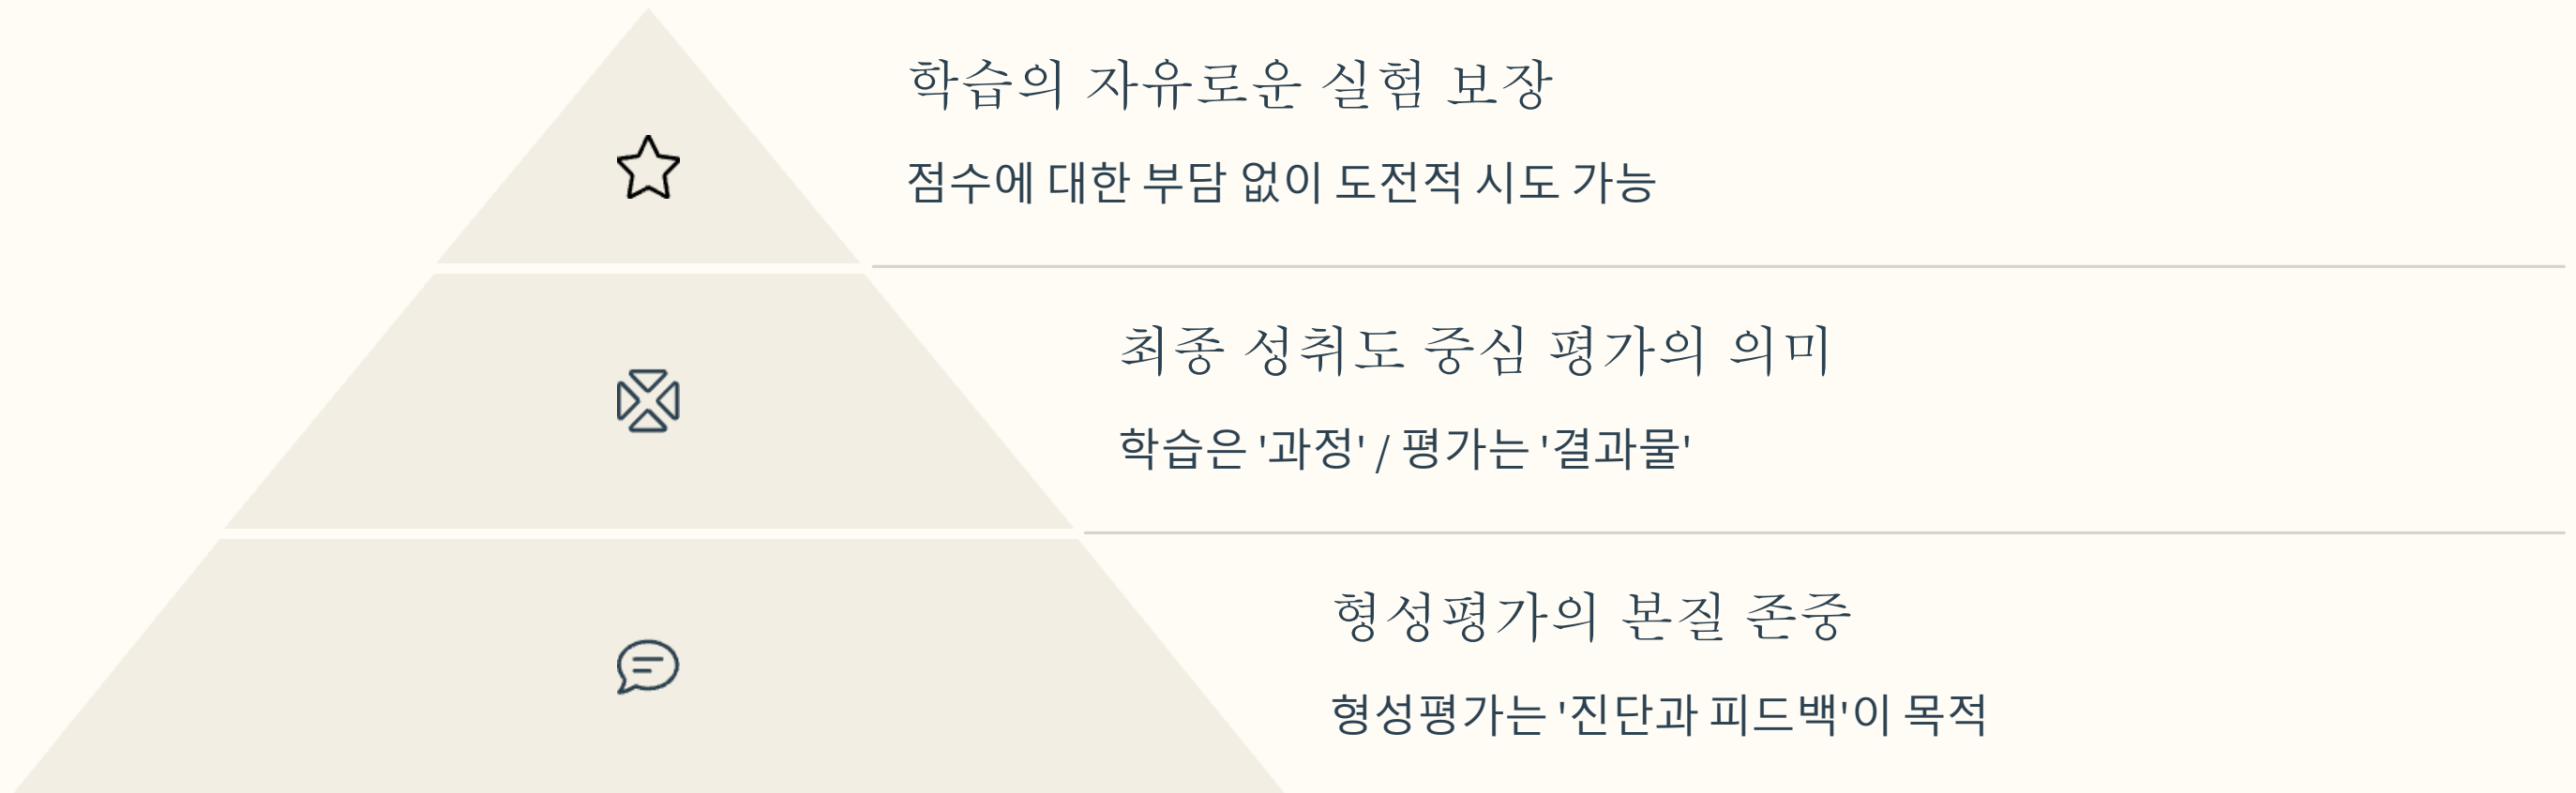 학습의 자유로운 실험 보장
점수에 대한 부담 없이 도전적 시도 가능
최종 성취도 중심 평가의 의미
학습은 '과정' / 평가는 '결과물'
형성평가의 본질 존중
형성평가는 '진단과 피드백'이 목적